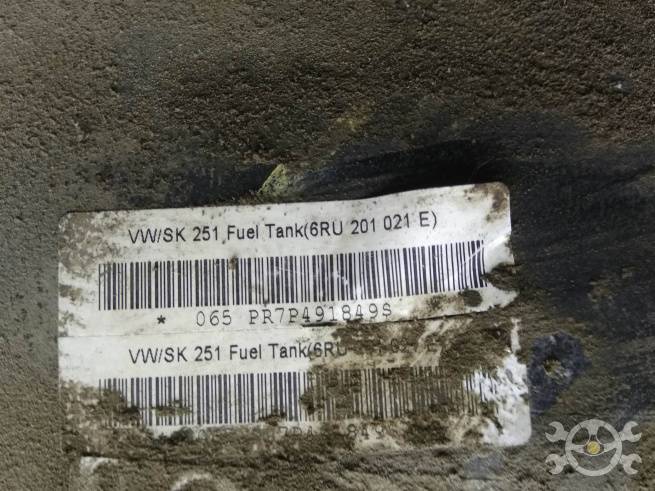 VW/SK 251 Fuel Tank(6RU 201 021 E)
* 065 PR7P491849S
VW/SK 251 Fuel Tank(6RU